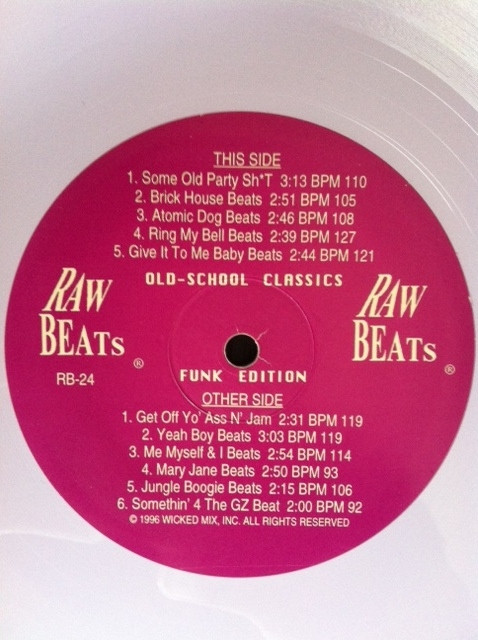 THIS SIDE
1. Some Old Party Sh*T 3:13 BPM 110
2. Brick House Beats 2:51 BPM 105
3. Atomic Dog Beats 2:46 BPM 108
4. Ring My Bell Beats 2:39 BPM 127
5. Give It To Me Baby Beats 2:44 BPM 121
OLD-SCHOOL CLASSICS
RAW
BEATS ®
RB-24
RAW
BEATS ®
FUNK EDITION
OTHER SIDE
1. Get Off Yo' Ass N' Jam 2:31 BPM 119
2. Yeah Boy Beats 3:03 BPM 119
3. Me Myself & I Beats 2:54 BPM 114
4. Mary Jane Beats 2:50 BPM 93
5. Jungle Boogie Beats 2:15 BPM 106
6. Somethin' 4 The GZ Beat 2:00 BPM 92
© 1996 WICKED MIX, INC. ALL RIGHTS RESERVED